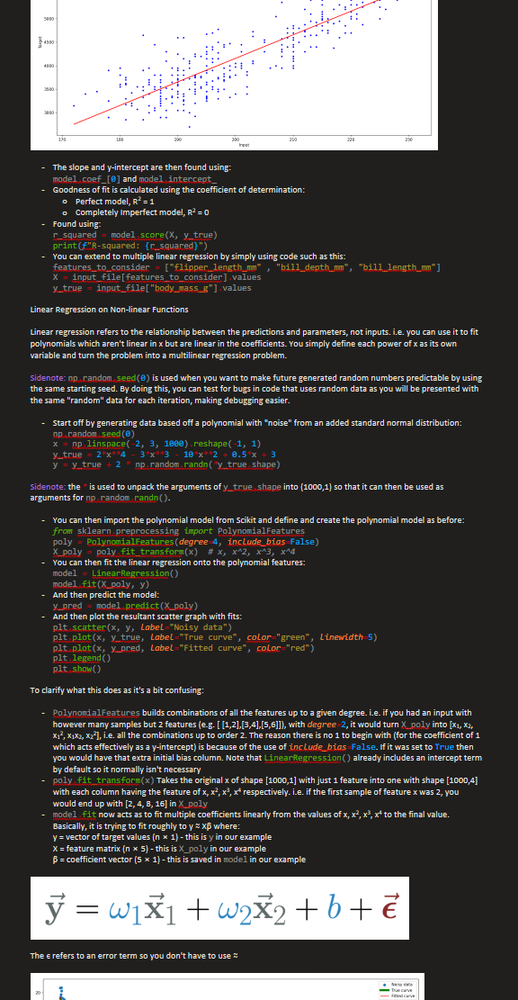 5000
4500
4000
3500
3000
Target
170 180 190 200 210 220 230
Input
- The slope and y-intercept are then found using:
model.coef_[0] and model.intercept_
- Goodness of fit is calculated using the coefficient of determination:
o Perfect model, R² = 1
o Completely Imperfect model, R² = 0
- Found using:
r_squared = model.score(X, y_true)
print(f"R-squared: {r_squared}")
- You can extend to multiple linear regression by simply using code such as this:
features_to_consider = ["flipper_length_mm" , "bill_depth_mm", "bill_length_mm"]
X = input_file[features_to_consider].values
y_true = input_file["body_mass_g"].values
Linear Regression on Non-linear Functions
Linear regression refers to the relationship between the predictions and parameters, not inputs. i.e. you can use it to fit
polynomials which aren't linear in x but are linear in the coefficients. You simply define each power of x as its own
variable and turn the problem into a multilinear regression problem.
Sidenote: np.random.seed(0) is used when you want to make future generated random numbers predictable by using
the same starting seed. By doing this, you can test for bugs in code that uses random data as you will be presented with
the same "random" data for each iteration, making debugging easier.
- Start off by generating data based off a polynomial with "noise" from an added standard normal distribution:
np.random.seed(0)
x = np.linspace(-2, 3, 1000).reshape(-1, 1)
y_true = 2*x**4 - 3*x**3 - 10*x**2 + 0.5*x + 3
y = y_true + 2 * np.random.randn(*y_true.shape)
Sidenote: the * is used to unpack the arguments of y_true.shape into (1000,1) so that it can then be used as
arguments for np.random.randn().
- You can then import the polynomial model from Scikit and define and create the polynomial model as before:
from sklearn.preprocessing import PolynomialFeatures
poly = PolynomialFeatures(degree=4, include_bias=False)
X_poly = poly.fit_transform(x) # x, x^2, x^3, x^4
- You can then fit the linear regression onto the polynomial features:
model = LinearRegression()
model.fit(X_poly, y)
- And then predict the model:
y_pred = model.predict(X_poly)
- And then plot the resultant scatter graph with fits:
plt.scatter(x, y, label="Noisy data")
plt.plot(x, y_true, label="True curve", color="green", linewidth=5)
plt.plot(x, y_pred, label="Fitted curve", color="red")
plt.legend()
plt.show()
To clarify what this does as it's a bit confusing:
- PolynomialFeatures builds combinations of all the features up to a given degree. i.e. if you had an input with
however many samples but 2 features (e.g. [ [1,2],[3,4],[5,6]]), with degree=2, it would turn X_poly into [x₁, x₂,
x₁², x₁x₂, x₂²], i.e. all the combinations up to order 2. The reason there is no 1 to begin with (for the coefficient of 1
which acts effectively as a y-intercept) is because of the use of include_bias=False. If it was set to True then
you would have that extra initial bias column. Note that LinearRegression() already includes an intercept term
by default so it normally isn't necessary
- poly.fit_transform(x) Takes the original x of shape [1000,1] with just 1 feature into one with shape [1000,4]
with each column having the feature of x, x², x³, x⁴ respectively. i.e. if the first sample of feature x was 2, you
would end up with [2, 4, 8, 16] in X_poly
- model.fit now acts as to fit multiple coefficients linearly from the values of x, x², x³, x⁴ to the final value.
Basically, it is trying to fit roughly to y ≈ Xβ where:
y = vector of target values (n × 1) - this is y in our example
X = feature matrix (n × 5) - this is X_poly in our example
β = coefficient vector (5 × 1) - this is saved in model in our example
y⃗ = ω₁x⃗₁ + ω₂x⃗₂ + b + ϵ⃗
The ϵ refers to an error term so you don't have to use ≈
20
Noisy data
True curve
Fitted curve